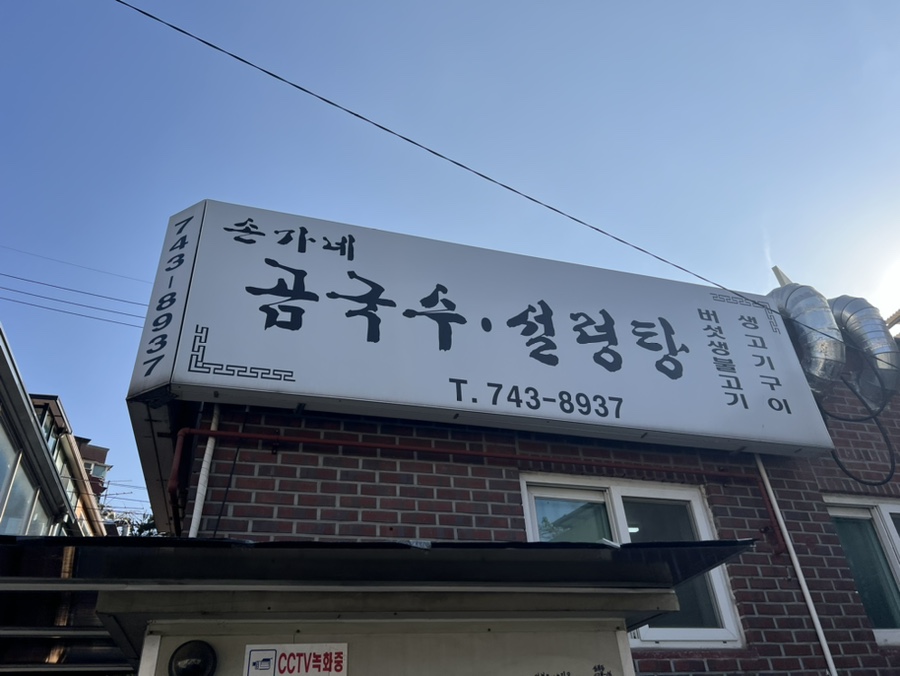 743-8937
손가네
곰국수·설렁탕
T.743-8937
버섯생불고기
생고기구이
CCTV녹화중